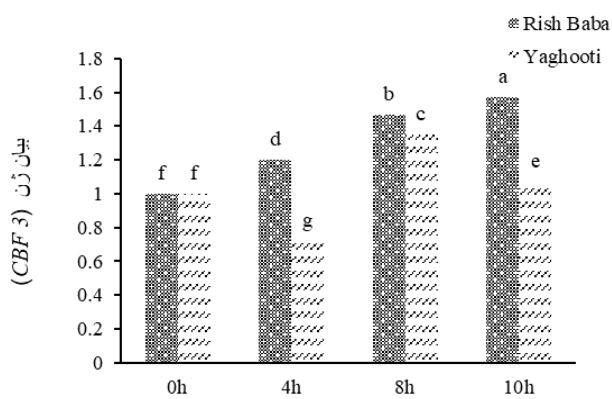 Rish Baba
Yaghooti
بیان ژن (CBF 3)
1.8
1.6
1.4
1.2
1
0.8
0.6
0.4
0.2
0
f
f
d
g
b
c
a
e
0h
4h
8h
10h